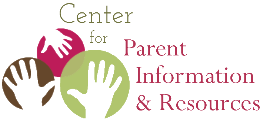 Center
for
Parent
Information
& Resources